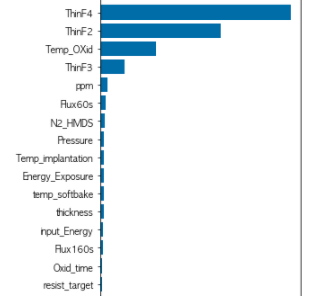 ThinF4
ThinF2
Temp_OXid
ThinF3
ppm
Flux60s
N2_HMDS
Pressure
Temp_implantation
Energy_Exposure
temp_softbake
thickness
input_Energy
Flux160s
Oxid_time
resist_target